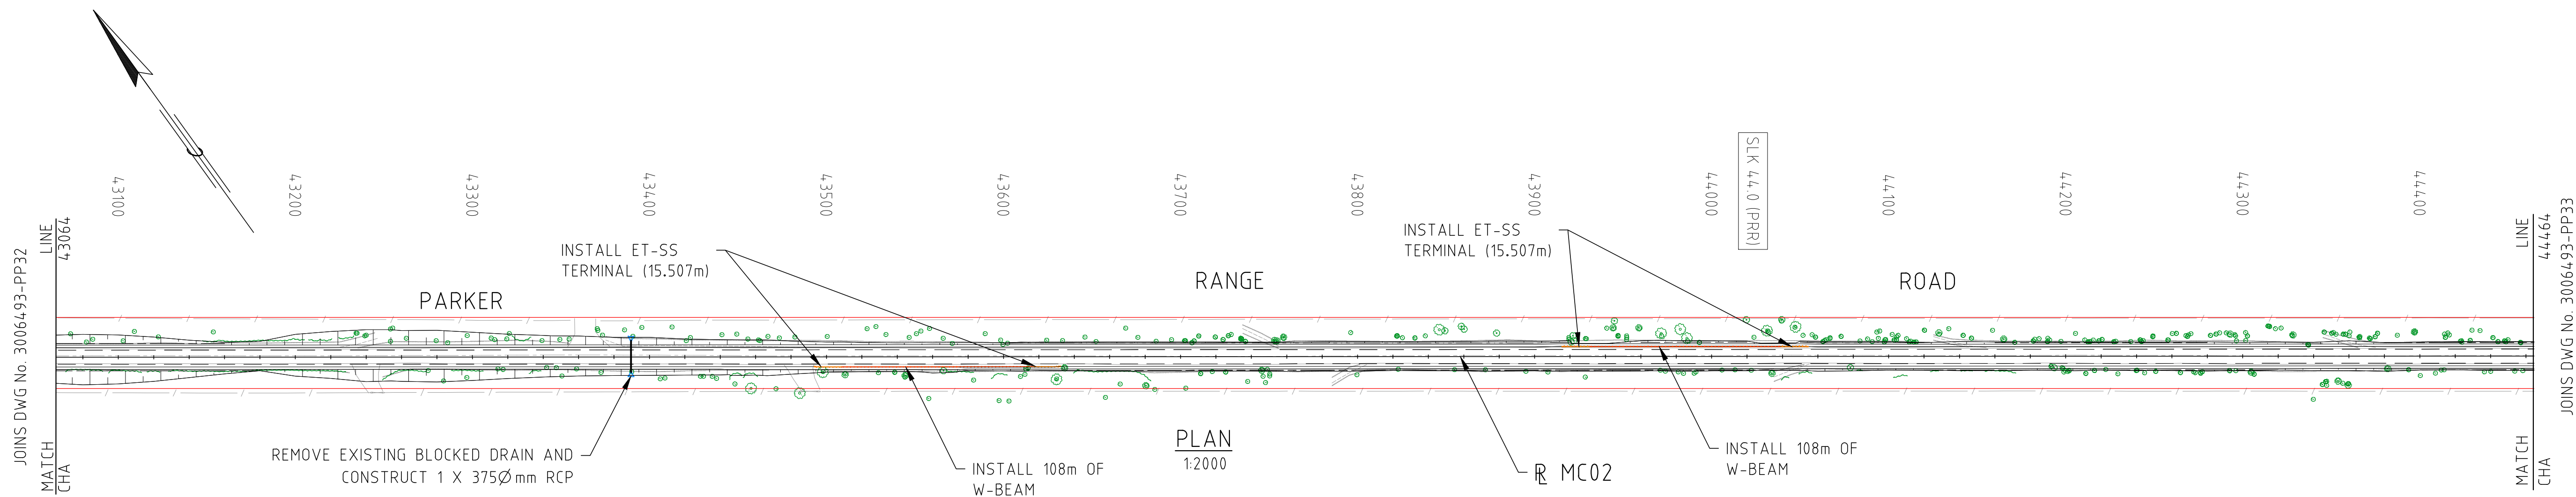 43100
43200
43300
43400
43500
43600
43700
43800
43900
44000
SLK 44.0 (PRR)
44100
44200
44300
44400
JOINS DWG No. 3006493-PP32
MATCH LINE
CHA 43064
INSTALL ET-SS
TERMINAL (15.507m)
INSTALL ET-SS
TERMINAL (15.507m)
PARKER RANGE ROAD
REMOVE EXISTING BLOCKED DRAIN AND
CONSTRUCT 1 X 375Ø mm RCP
INSTALL 108m OF
W-BEAM
PLAN
1:2000
RL MC02
INSTALL 108m OF
W-BEAM
MATCH LINE
CHA 44464
JOINS DWG No. 3006493-PP33